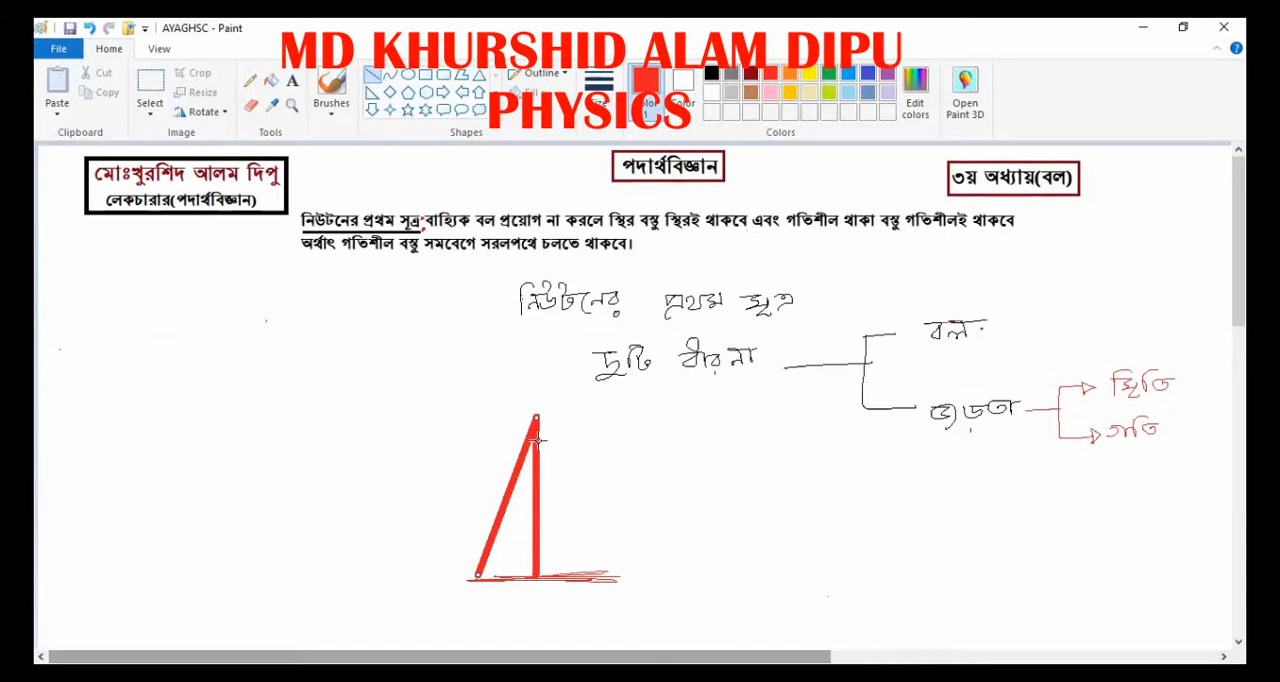 AYAGHSC - Paint
MD KHURSHID ALAM DIPU
PHYSICS
File
Home
View
Paste
Cut
Copy
Clipboard
Select
Crop
Resize
Rotate
Image
Tools
Brushes
Shapes
Outline
Fill
Size
Color
1
Color
Colors
Edit
colors
Open
Paint 3D
মোঃখুরশিদ আলম দিপু
লেকচারার(পদার্থবিজ্ঞান)
পদার্থবিজ্ঞান
৩য় অধ্যায়(বল)
নিউটনের প্রথম সূত্র:বাহ্যিক বল প্রয়োগ না করলে স্থির বস্তু স্থিরই থাকবে এবং গতিশীল থাকা বস্তু গতিশীলই থাকবে
অর্থাৎ গতিশীল বস্তু সমবেগে সরলপথে চলতে থাকবে।
নিউটনের প্রথম সূত্র
দুটি ধারনা
বল
জড়তা
স্থিতি
গতি